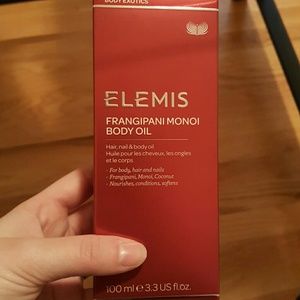 BODY EXOTICS
ELEMIS
FRANGIPANI MONOI
BODY OIL
Hair, nail & body oil
Huile pour les cheveux, les ongles
et le corps
- For body, hair and nails
- Frangipani, Monoi, Coconut
- Nourishes, conditions, softens
100 ml e 3.3 US fl.oz.